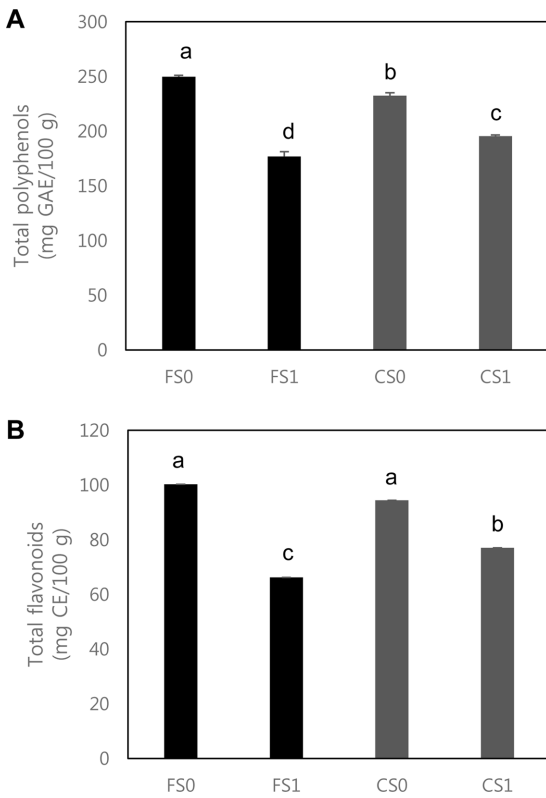 A
Total polyphenols
(mg GAE/100 g)
300
250
200
150
100
50
0
a
d
b
c
FS0 FS1 CS0 CS1
B
Total flavonoids
(mg CE/100 g)
120
100
80
60
40
20
0
a
c
a
b
FS0 FS1 CS0 CS1